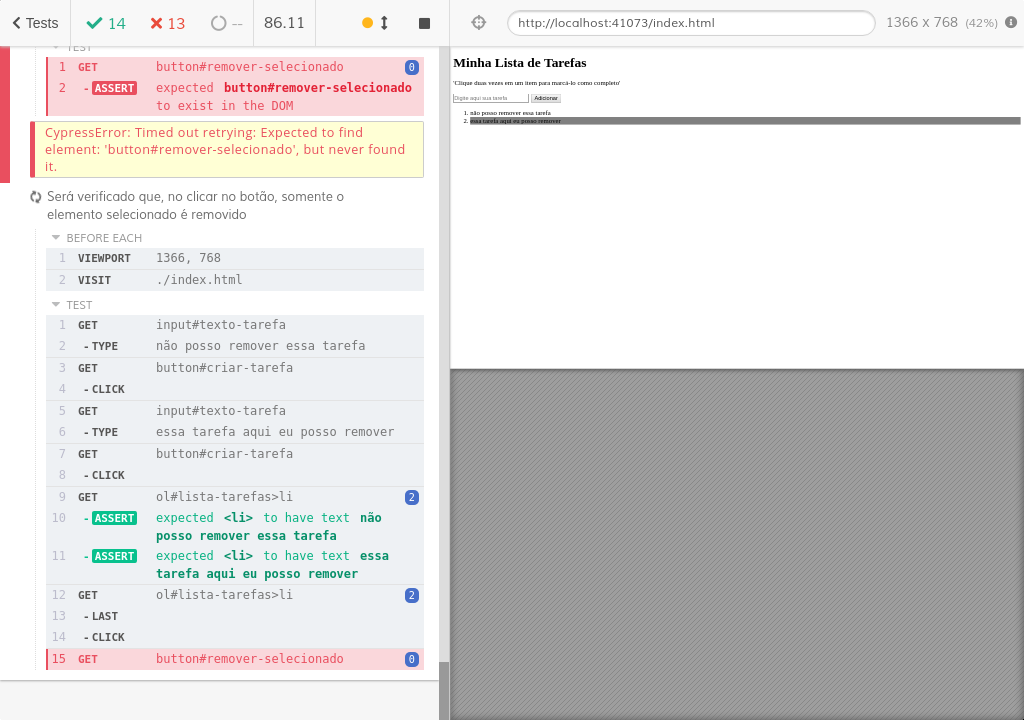 Tests 14 13 -- 86.11
http://localhost:41073/index.html 1366 x 768 (42%)
TEST
1 GET button#remover-selecionado 0
2 - ASSERT expected button#remover-selecionado
to exist in the DOM
CypressError: Timed out retrying: Expected to find
element: 'button#remover-selecionado', but never found
it.
Será verificado que, no clicar no botão, somente o
elemento selecionado é removido
BEFORE EACH
1 VIEWPORT 1366, 768
2 VISIT ./index.html
TEST
1 GET input#texto-tarefa
2 - TYPE não posso remover essa tarefa
3 GET button#criar-tarefa
4 - CLICK
5 GET input#texto-tarefa
6 - TYPE essa tarefa aqui eu posso remover
7 GET button#criar-tarefa
8 - CLICK
9 GET ol#lista-tarefas>li 2
10 - ASSERT expected <li> to have text não
posso remover essa tarefa
11 - ASSERT expected <li> to have text essa
tarefa aqui eu posso remover
12 GET ol#lista-tarefas>li 2
13 - LAST
14 - CLICK
15 GET button#remover-selecionado 0
Minha Lista de Tarefas
'Clique duas vezes em um item para marcá-lo como completo'
Digite aqui sua tarefa Adicionar
1. não posso remover essa tarefa
2. essa tarefa aqui eu posso remover